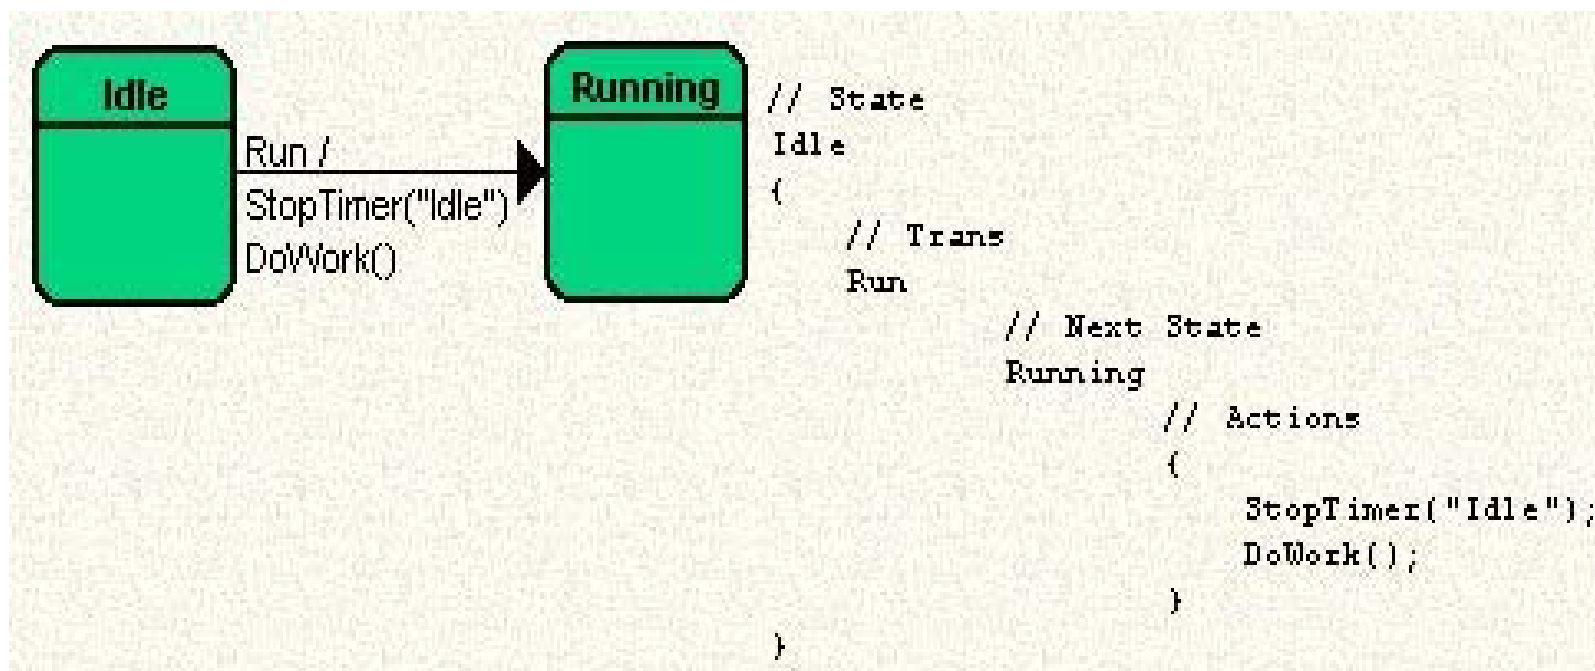 Idle
Run /
StopTimer("Idle")
DoWork()
Running
// State
Idle
{
// Trans
Run
// Next State
Running
// Actions
{
StopTimer("Idle");
DoWork();
}
}